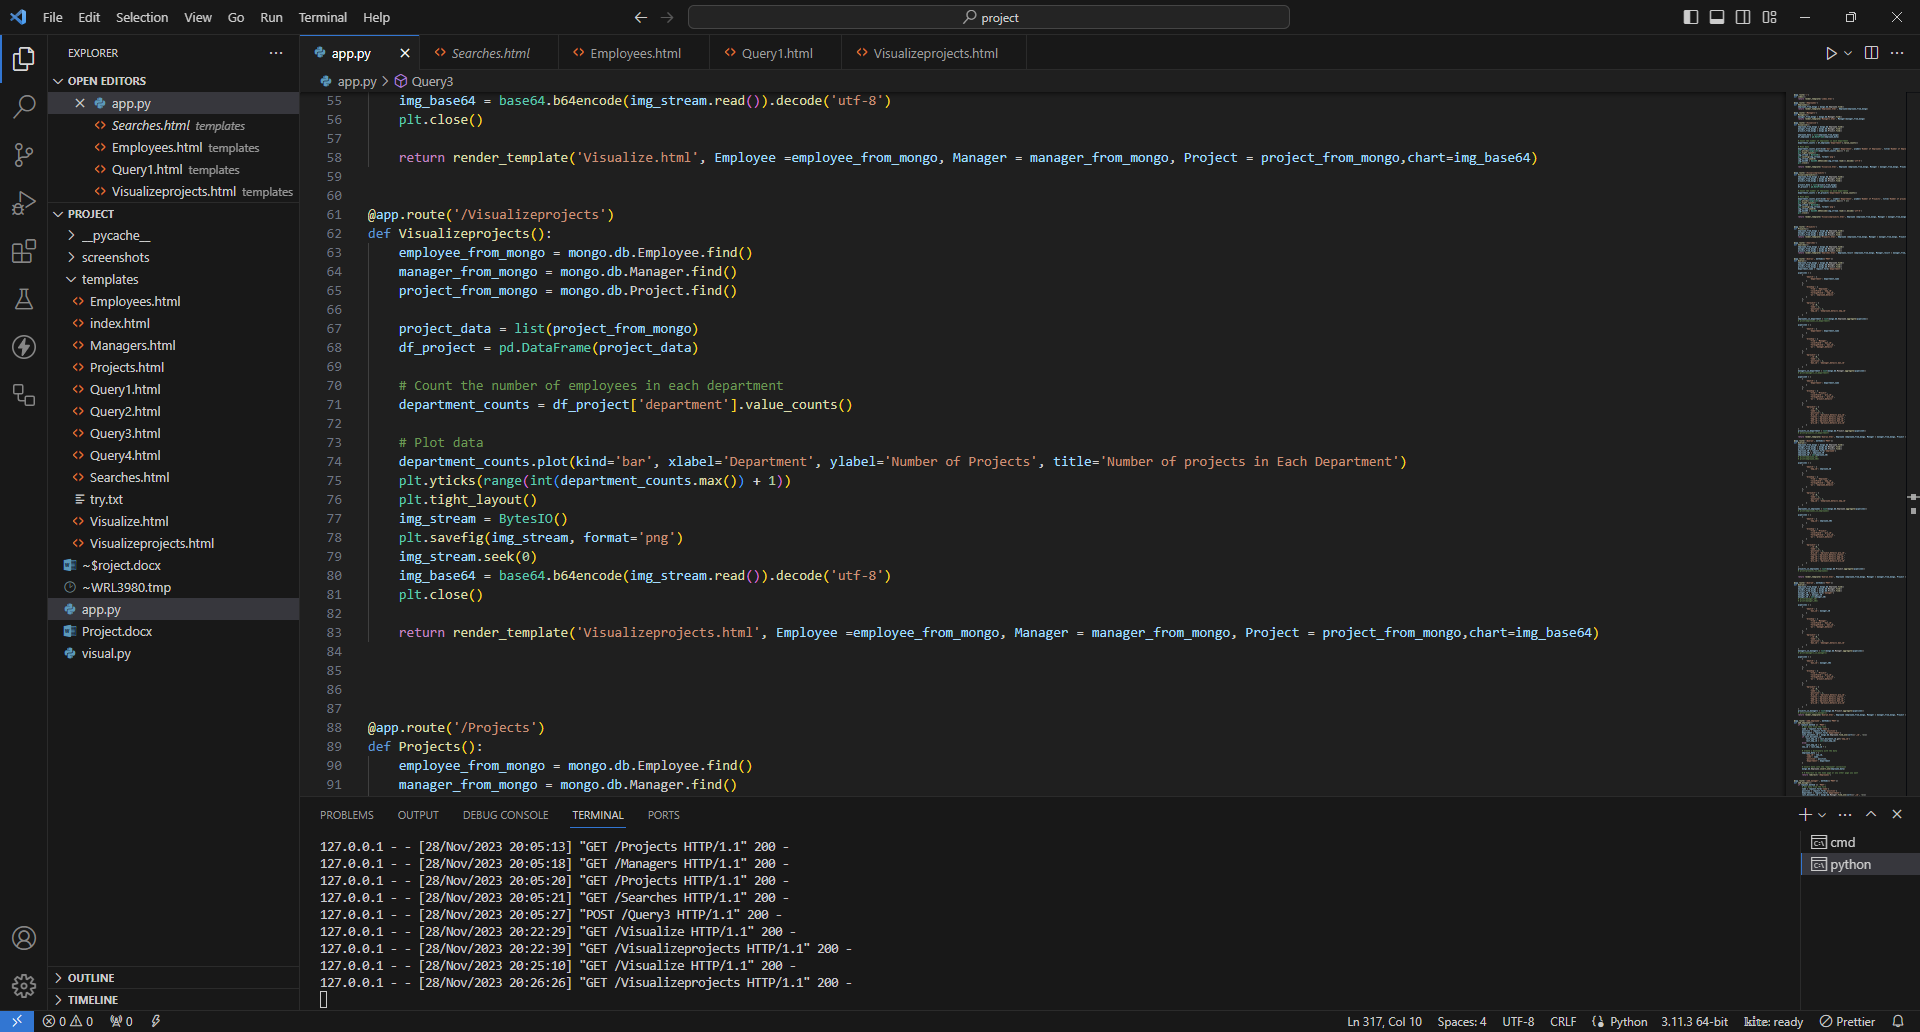 File Edit Selection View Go Run Terminal Help
project
EXPLORER
OPEN EDITORS
app.py
Searches.html templates
Employees.html templates
Query1.html templates
Visualizeprojects.html templates
PROJECT
__pycache__
screenshots
templates
Employees.html
index.html
Managers.html
Projects.html
Query1.html
Query2.html
Query3.html
Query4.html
Searches.html
try.txt
Visualize.html
Visualizeprojects.html
~$roject.docx
~WRL3980.tmp
app.py
Project.docx
visual.py
OUTLINE
TIMELINE
app.py Searches.html Employees.html Query1.html Visualizeprojects.html
app.py > Query3
55 img_base64 = base64.b64encode(img_stream.read()).decode('utf-8')
56 plt.close()
57
58 return render_template('Visualize.html', Employee =employee_from_mongo, Manager = manager_from_mongo, Project = project_from_mongo,chart=img_base64)
59
60
61 @app.route('/Visualizeprojects')
62 def Visualizeprojects():
63 employee_from_mongo = mongo.db.Employee.find()
64 manager_from_mongo = mongo.db.Manager.find()
65 project_from_mongo = mongo.db.Project.find()
66
67 project_data = list(project_from_mongo)
68 df_project = pd.DataFrame(project_data)
69
70 # Count the number of employees in each department
71 department_counts = df_project['department'].value_counts()
72
73 # Plot data
74 department_counts.plot(kind='bar', xlabel='Department', ylabel='Number of Projects', title='Number of projects in Each Department')
75 plt.yticks(range(int(department_counts.max()) + 1))
76 plt.tight_layout()
77 img_stream = BytesIO()
78 plt.savefig(img_stream, format='png')
79 img_stream.seek(0)
80 img_base64 = base64.b64encode(img_stream.read()).decode('utf-8')
81 plt.close()
82
83 return render_template('Visualizeprojects.html', Employee =employee_from_mongo, Manager = manager_from_mongo, Project = project_from_mongo,chart=img_base64)
84
85
86
87
88 @app.route('/Projects')
89 def Projects():
90 employee_from_mongo = mongo.db.Employee.find()
91 manager_from_mongo = mongo.db.Manager.find()
PROBLEMS OUTPUT DEBUG CONSOLE TERMINAL PORTS
127.0.0.1 - - [28/Nov/2023 20:05:13] "GET /Projects HTTP/1.1" 200 -
127.0.0.1 - - [28/Nov/2023 20:05:18] "GET /Managers HTTP/1.1" 200 -
127.0.0.1 - - [28/Nov/2023 20:05:20] "GET /Projects HTTP/1.1" 200 -
127.0.0.1 - - [28/Nov/2023 20:05:21] "GET /Searches HTTP/1.1" 200 -
127.0.0.1 - - [28/Nov/2023 20:05:27] "POST /Query3 HTTP/1.1" 200 -
127.0.0.1 - - [28/Nov/2023 20:22:29] "GET /Visualize HTTP/1.1" 200 -
127.0.0.1 - - [28/Nov/2023 20:22:39] "GET /Visualizeprojects HTTP/1.1" 200 -
127.0.0.1 - - [28/Nov/2023 20:25:10] "GET /Visualize HTTP/1.1" 200 -
127.0.0.1 - - [28/Nov/2023 20:26:26] "GET /Visualizeprojects HTTP/1.1" 200 -
cmd
python
0 0 0 Ln 317, Col 10 Spaces: 4 UTF-8 CRLF Python 3.11.3 64-bit kite: ready Prettier